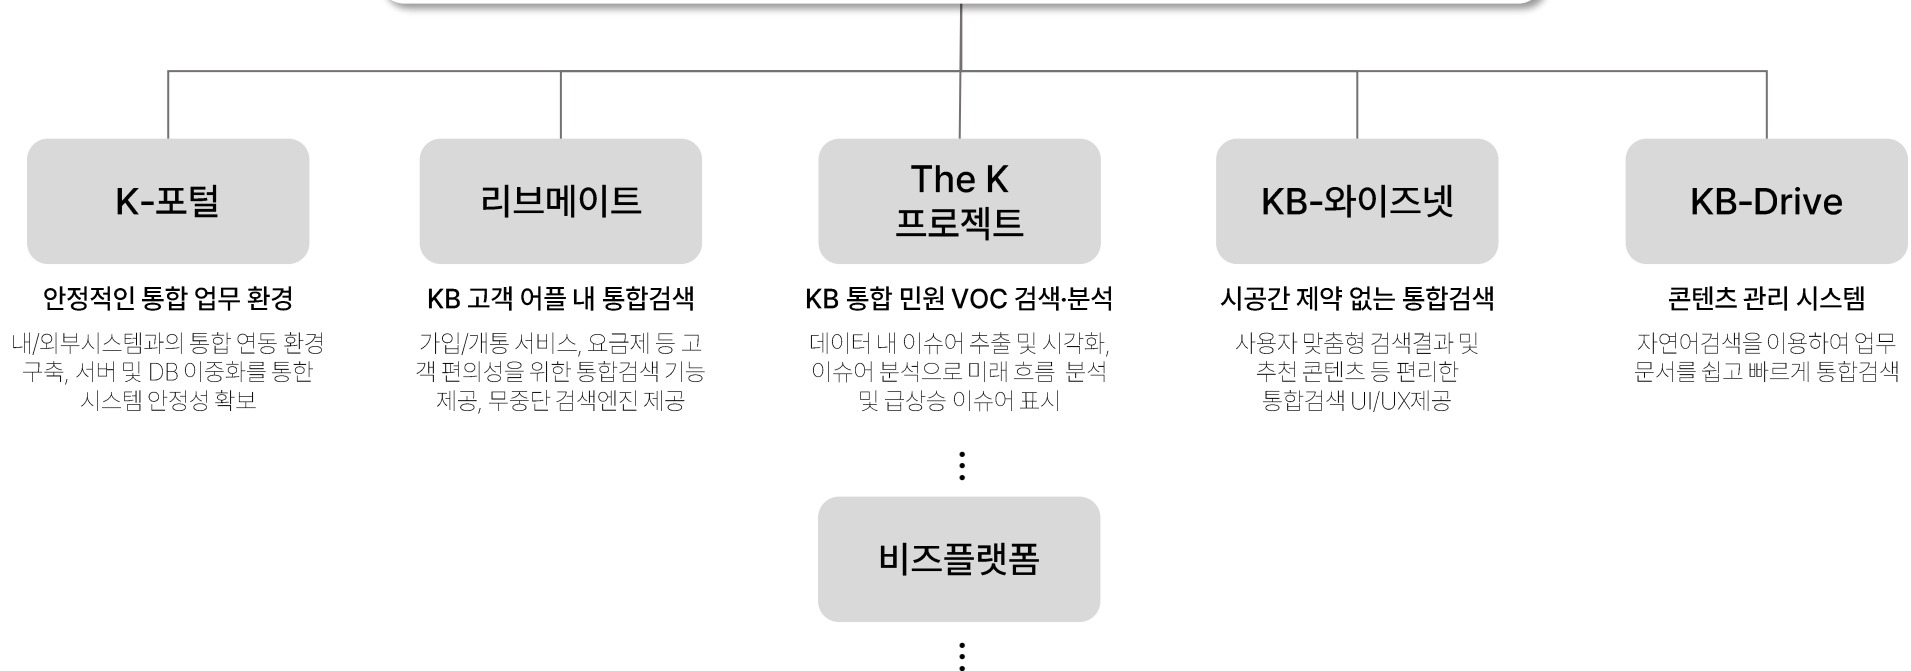 K-포털
안정적인 통합 업무 환경
내/외부시스템과의 통합 연동 환경
구축, 서버 및 DB 이중화를 통한
시스템 안정성 확보
리브메이트
KB 고객 어플 내 통합검색
가입/개통 서비스, 요금제 등 고
객 편의성을 위한 통합검색 기능
제공, 무중단 검색엔진 제공
The K
프로젝트
KB 통합 민원 VOC 검색·분석
데이터 내 이슈어 추출 및 시각화,
이슈어 분석으로 미래 흐름 분석
및 급상승 이슈어 표시
KB-와이즈넷
시공간 제약 없는 통합검색
사용자 맞춤형 검색결과 및
추천 콘텐츠 등 편리한
통합검색 UI/UX제공
KB-Drive
콘텐츠 관리 시스템
자연어검색을 이용하여 업무
문서를 쉽고 빠르게 통합검색
비즈플랫폼